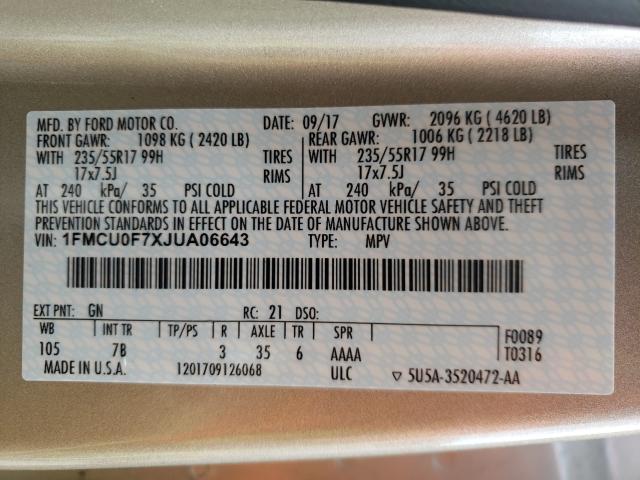 MFD. BY FORD MOTOR CO. DATE: 09/17 GVWR: 2096 KG ( 4620 LB)
FRONT GAWR: 1098 KG ( 2420 LB) REAR GAWR: 1006 KG ( 2218 LB)
WITH 235/55R17 99H TIRES WITH 235/55R17 99H TIRES
17x7.5J RIMS 17x7.5J RIMS
AT 240 kPa/ 35 PSI COLD AT 240 kPa/ 35 PSI COLD
THIS VEHICLE CONFORMS TO ALL APPLICABLE FEDERAL MOTOR VEHICLE SAFETY AND THEFT
PREVENTION STANDARDS IN EFFECT ON THE DATE OF MANUFACTURE SHOWN ABOVE.
VIN: 1FMCU0F7XJUA06643 TYPE: MPV
EXT PNT: GN RC: 21 DSO:
WB INT TR TP/PS R AXLE TR SPR F0089
105 7B 3 35 6 AAAA T0316
MADE IN U.S.A. 1201709126068 ULC ▽ 5U5A-3520472-AA